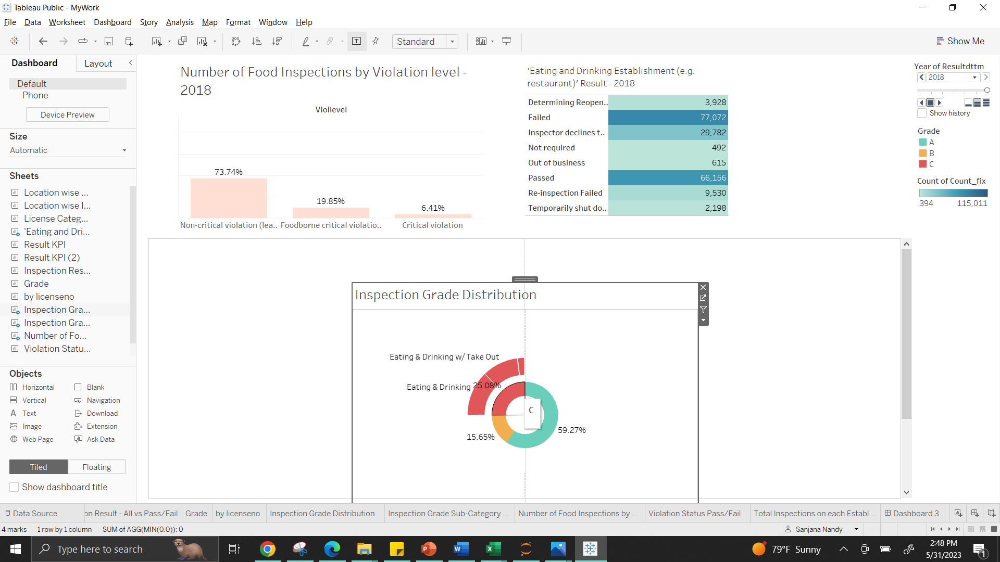 Tableau Public - MyWork
File Data Worksheet Dashboard Story Analysis Map Format Window Help
Standard
Show Me
Dashboard Layout
Default
Phone
Device Preview
Size
Automatic
Sheets
Location wise ...
Location wise I...
License Categ...
'Eating and Dri...
Result KPI
Result KPI (2)
Inspection Res...
Grade
by licenseno
Inspection Gra...
Inspection Gra...
Number of Fo...
Violation Statu...
Objects
Horizontal Blank
Vertical Navigation
A Text Download
Image Extension
Web Page Ask Data
Tiled Floating
Show dashboard title
Number of Food Inspections by Violation level -
2018
Viollevel
73.74%
19.85%
6.41%
Non-critical violation (lea.. Foodborne critical violatio.. Critical violation
'Eating and Drinking Establishment (e.g.
restaurant)' Result - 2018
Determining Reopen.. 3,928
Failed 77,072
Inspector declines t.. 29,782
Not required 492
Out of business 615
Passed 66,156
Re-inspection Failed 9,530
Temporarily shut do.. 2,198
Year of Resultdttm
2018
Show history
Grade
A
B
C
Count of Count_fix
394 115,011
Inspection Grade Distribution
Eating & Drinking w/ Take Out
Eating & Drinking 25.08%
C
59.27%
15.65%
Data Source on Result - All vs Pass/Fail Grade by licenseno Inspection Grade Distribution Inspection Grade Sub-Category ... Number of Food Inspections by ... Violation Status Pass/Fail Total Inspections on each Establ... Dashboard 3
4 marks 1 row by 1 column SUM of AGG(MIN(0.0)): 0 Sanjana Nandy
Type here to search
79°F Sunny
2:48 PM
5/31/2023
1